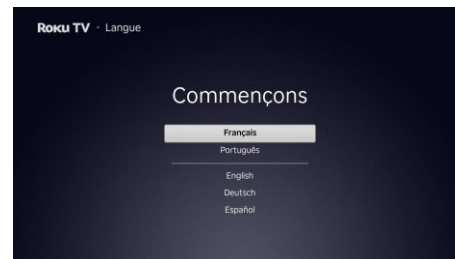 Roku TV · Langue
Commençons
Français
Português
English
Deutsch
Español